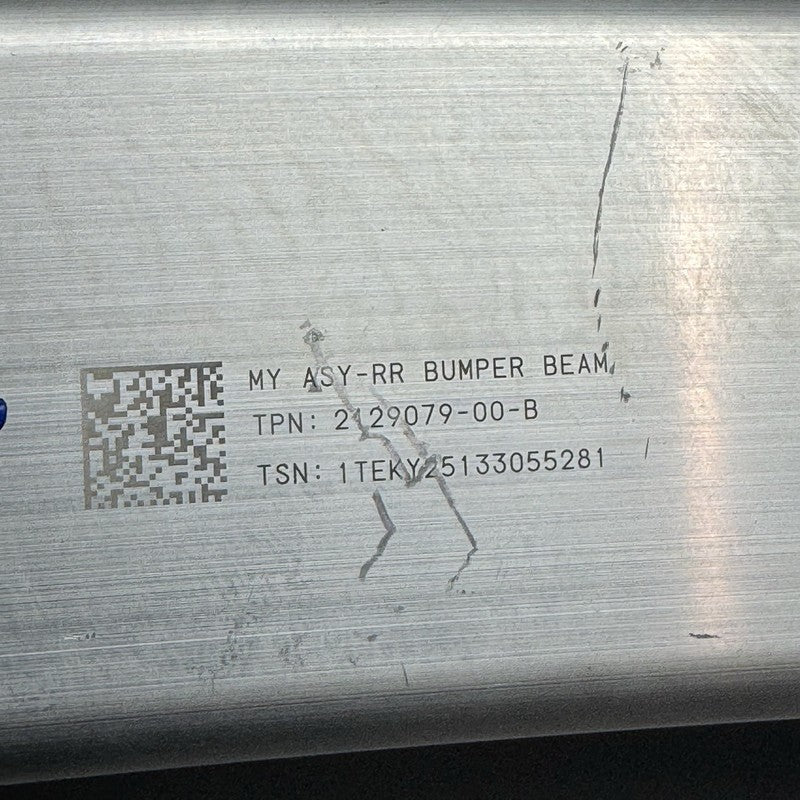 MY ASY-RR BUMPER BEAM
TPN: 2129079-00-B
TSN: 1TEKY25133055281